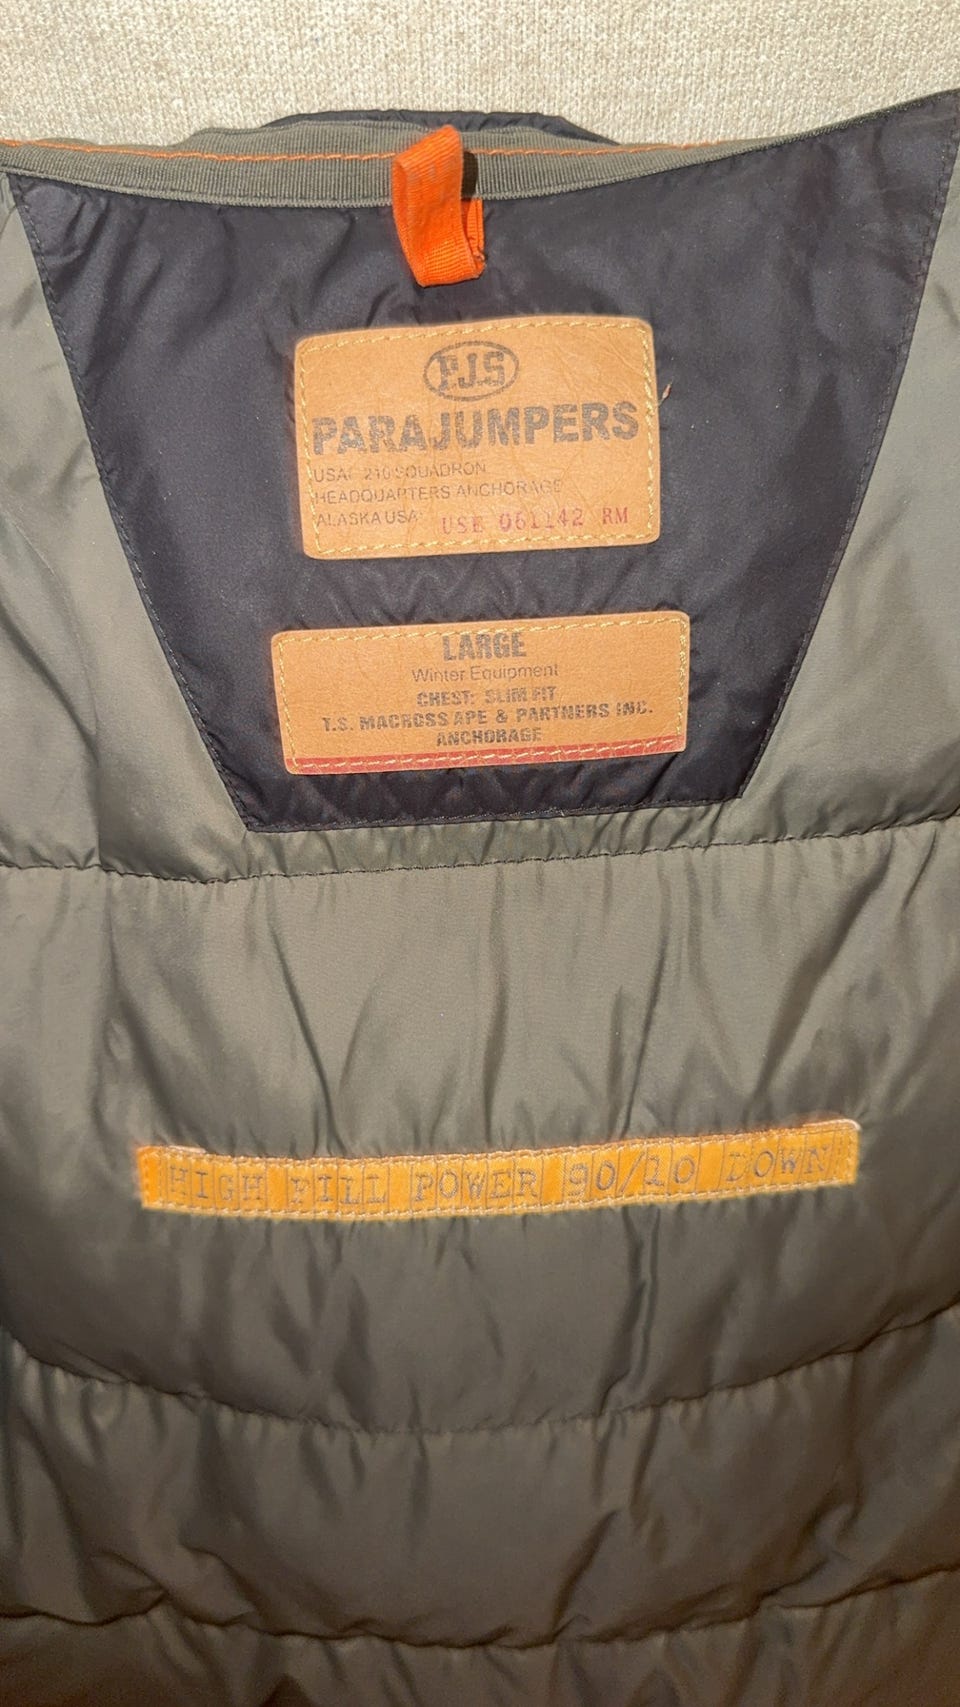 P.J.S
PARAJUMPERS
USAF 210 SQUADRON
HEADQUARTERS ANCHORAGE
ALASKA USA USE 061142 RM
LARGE
Winter Equipment
CHEST: SLIM FIT
T.S. MACROSS APE & PARTNERS INC.
ANCHORAGE
HIGH FILL POWER 90/10 DOWN